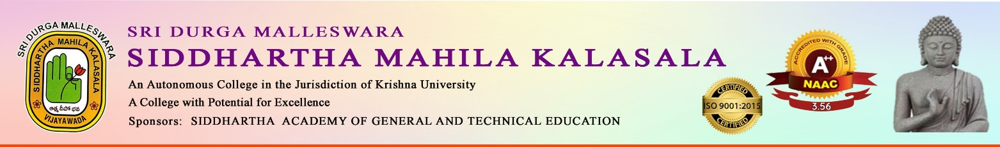 SRI DURGA MALLESWARA
SIDDHARTHA MAHILA KALASALA
ఆత్మ దీపో భవ
VIJAYAWADA
SRI DURGA MALLESWARA
SIDDHARTHA MAHILA KALASALA
An Autonomous College in the Jurisdiction of Krishna University
A College with Potential for Excellence
Sponsors: SIDDHARTHA ACADEMY OF GENERAL AND TECHNICAL EDUCATION
CERTIFIED
ISO 9001:2015
CERTIFIED
ACCREDITED WITH GRADE
A++
NAAC
3.56